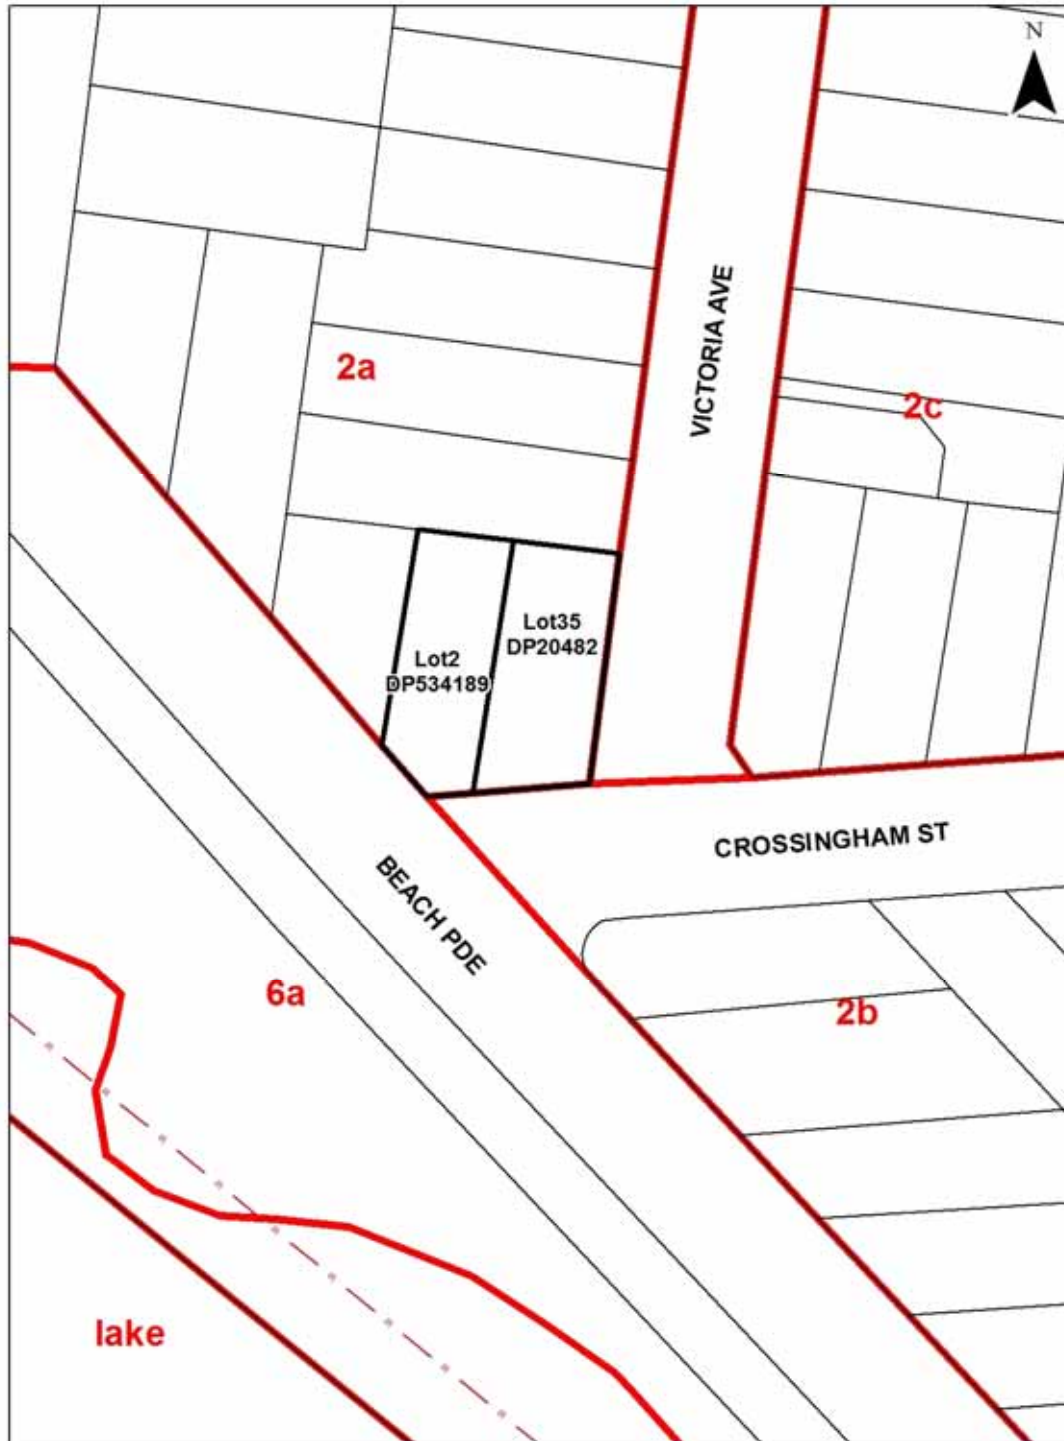 N
VICTORIA AVE
2a
2c
Lot35
DP20482
Lot2
DP534189
CROSSINGHAM ST
BEACH PDE
6a
2b
lake